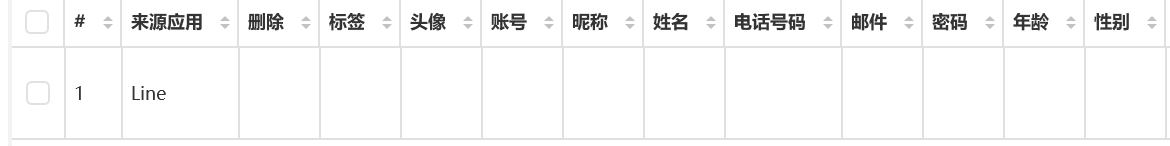 # 来源应用 删除 标签 头像 账号 昵称 姓名 电话号码 邮件 密码 年龄 性别
1 Line